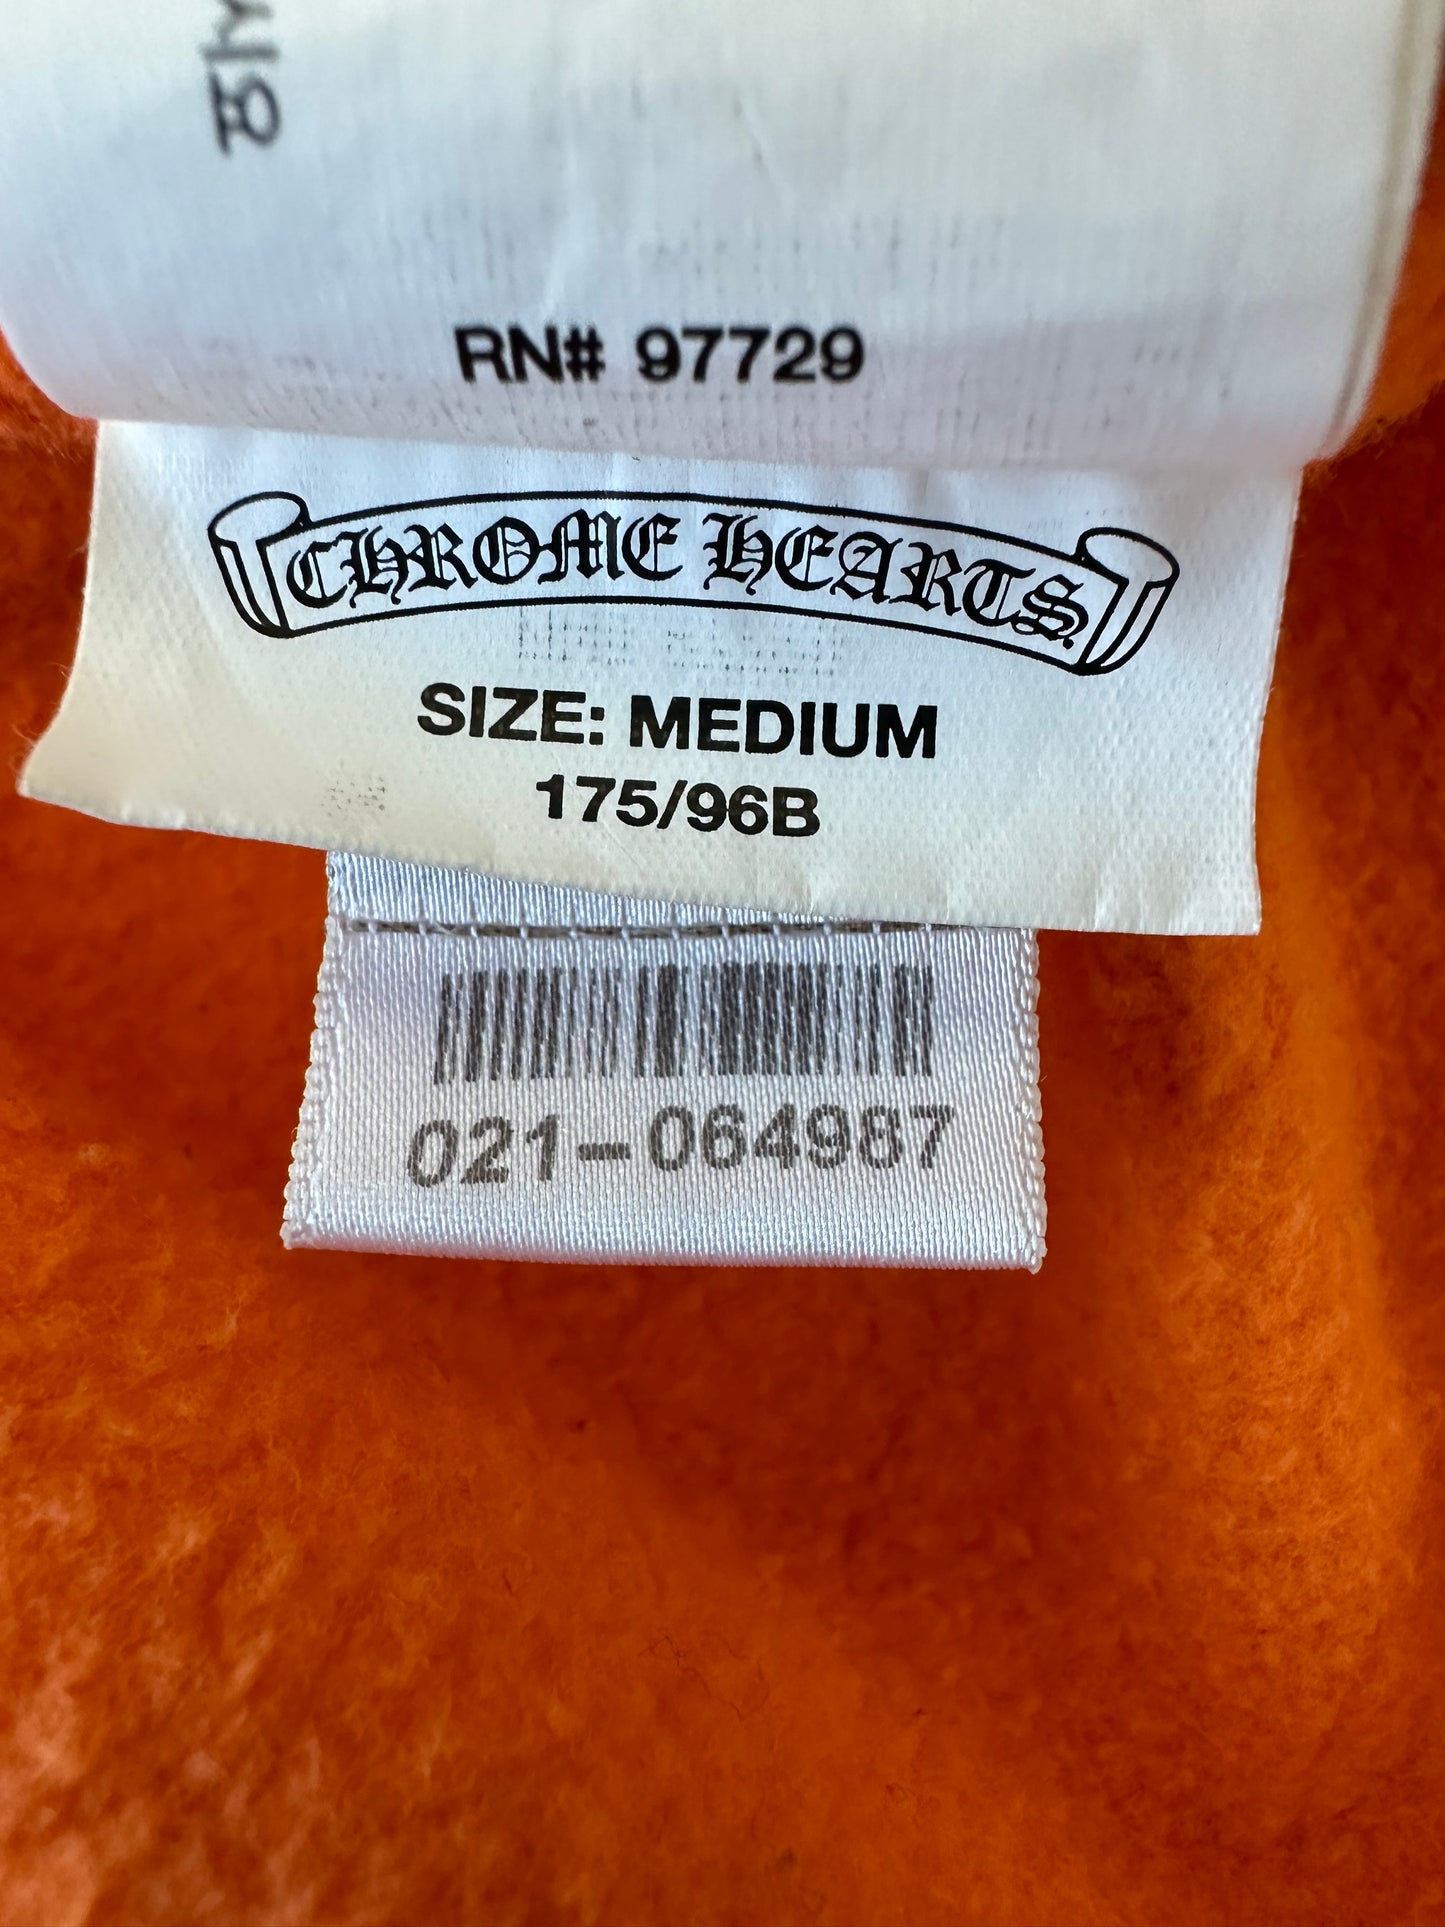 RN# 97729
CHROME HEARTS
SIZE: MEDIUM
175/96B
021-064987